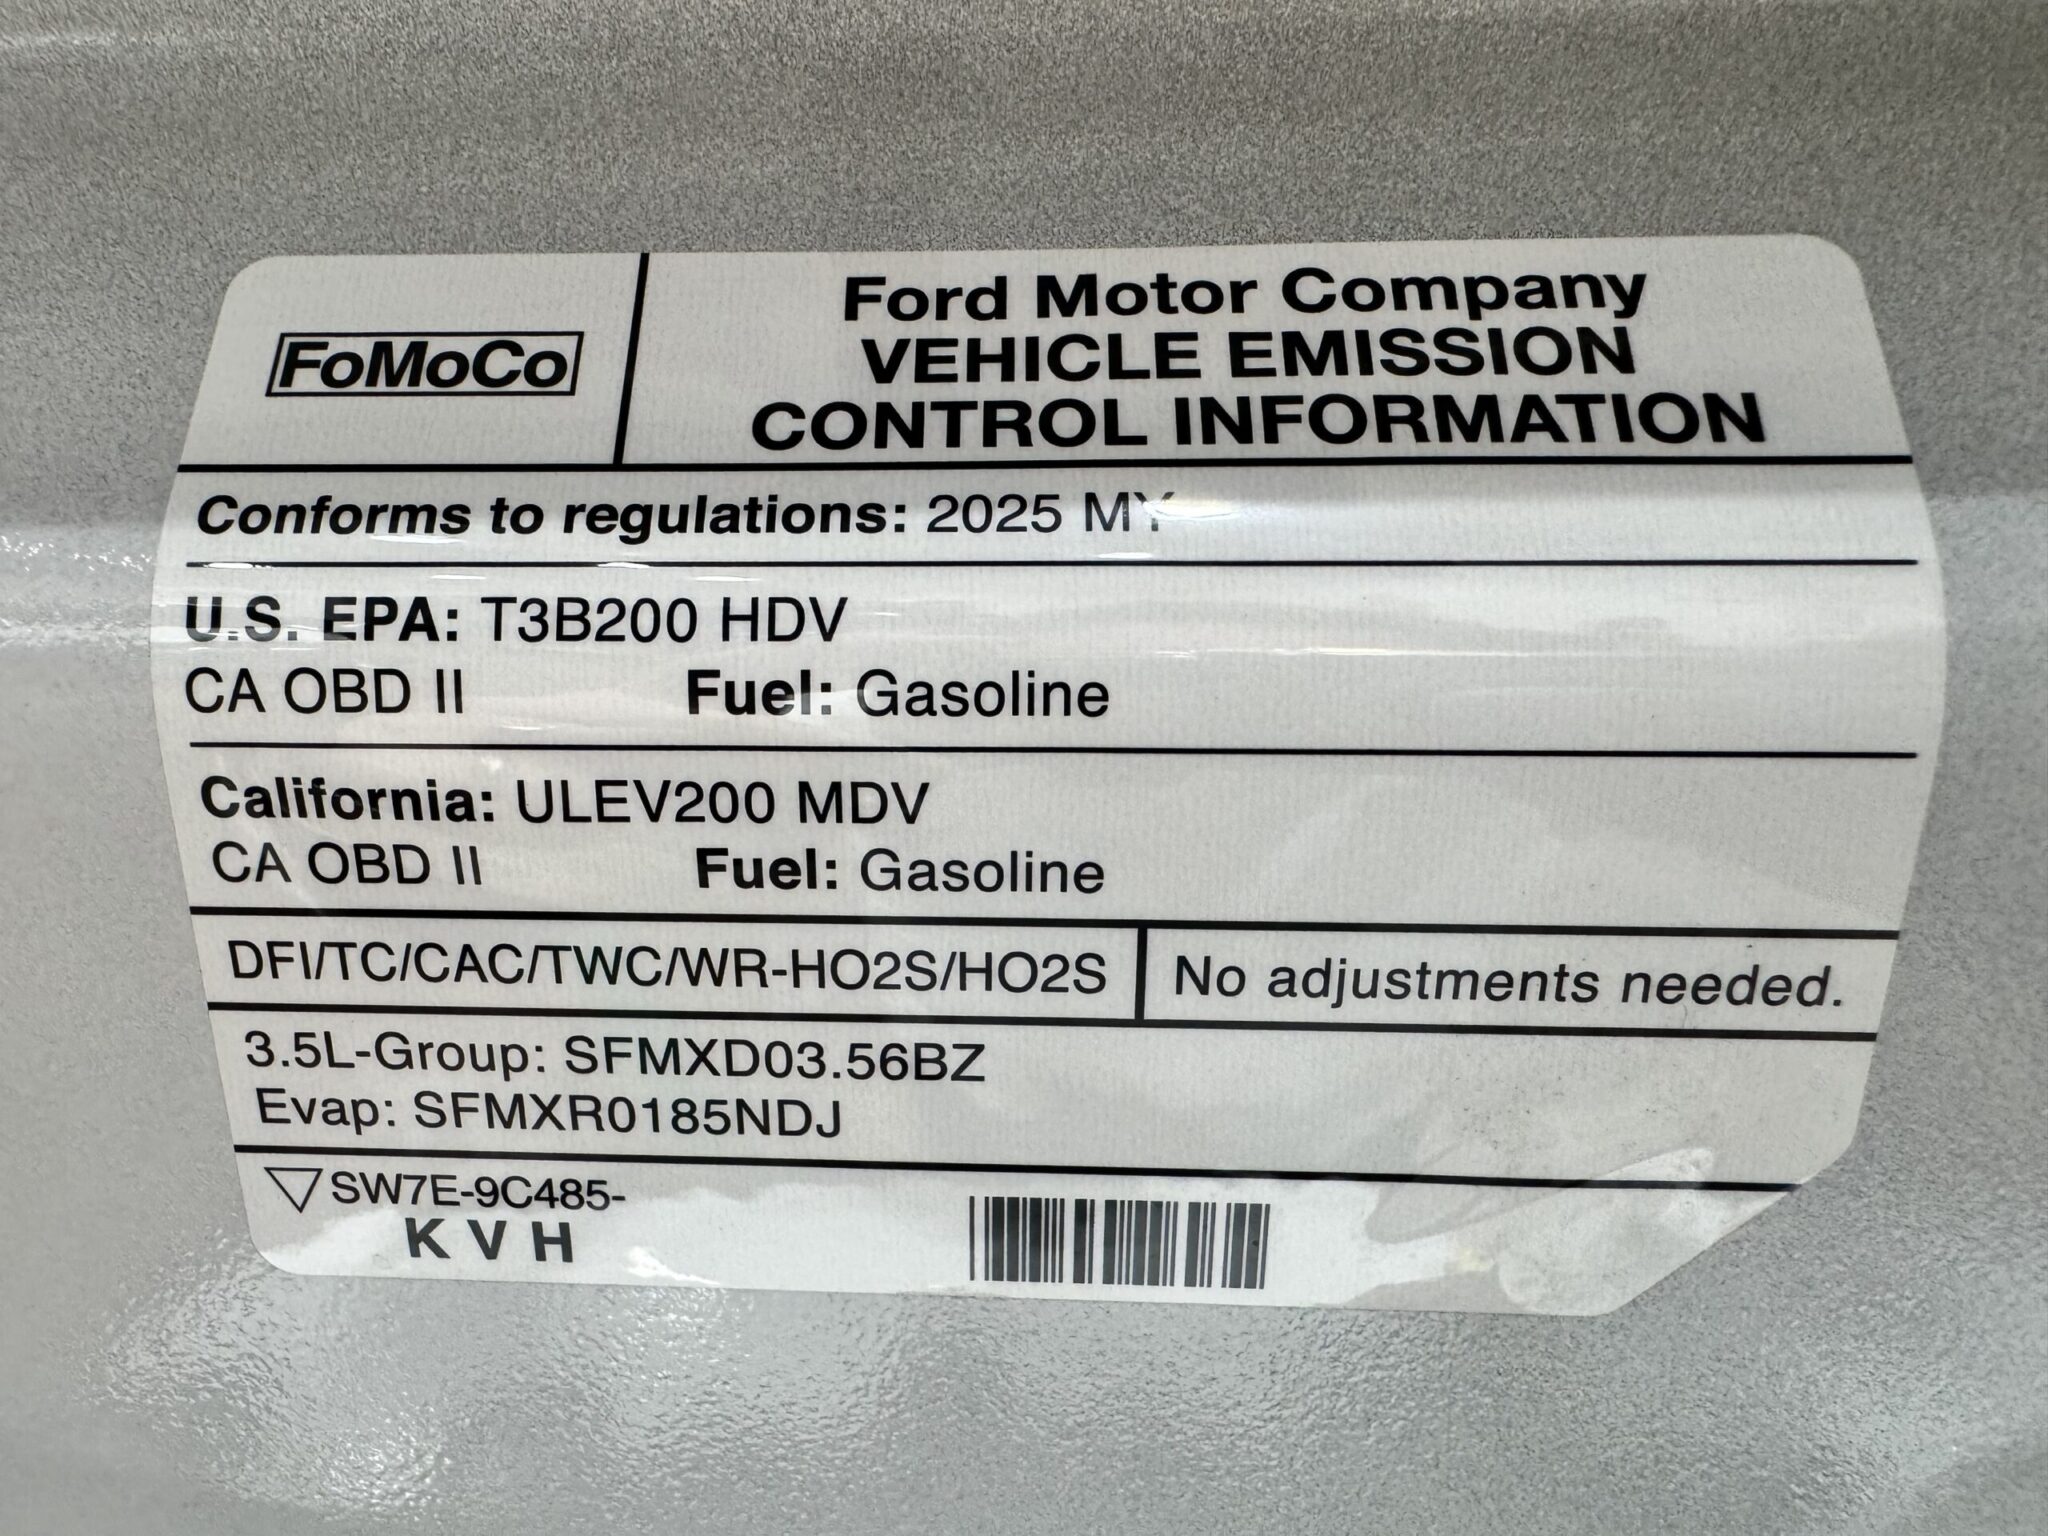 FoMoCo
Ford Motor Company
VEHICLE EMISSION
CONTROL INFORMATION
Conforms to regulations: 2025 MY
U.S. EPA: T3B200 HDV
CA OBD II Fuel: Gasoline
California: ULEV200 MDV
CA OBD II Fuel: Gasoline
DFI/TC/CAC/TWC/WR-HO2S/HO2S
No adjustments needed.
3.5L-Group: SFMXD03.56BZ
Evap: SFMXR0185NDJ
▽SW7E-9C485-
K V H